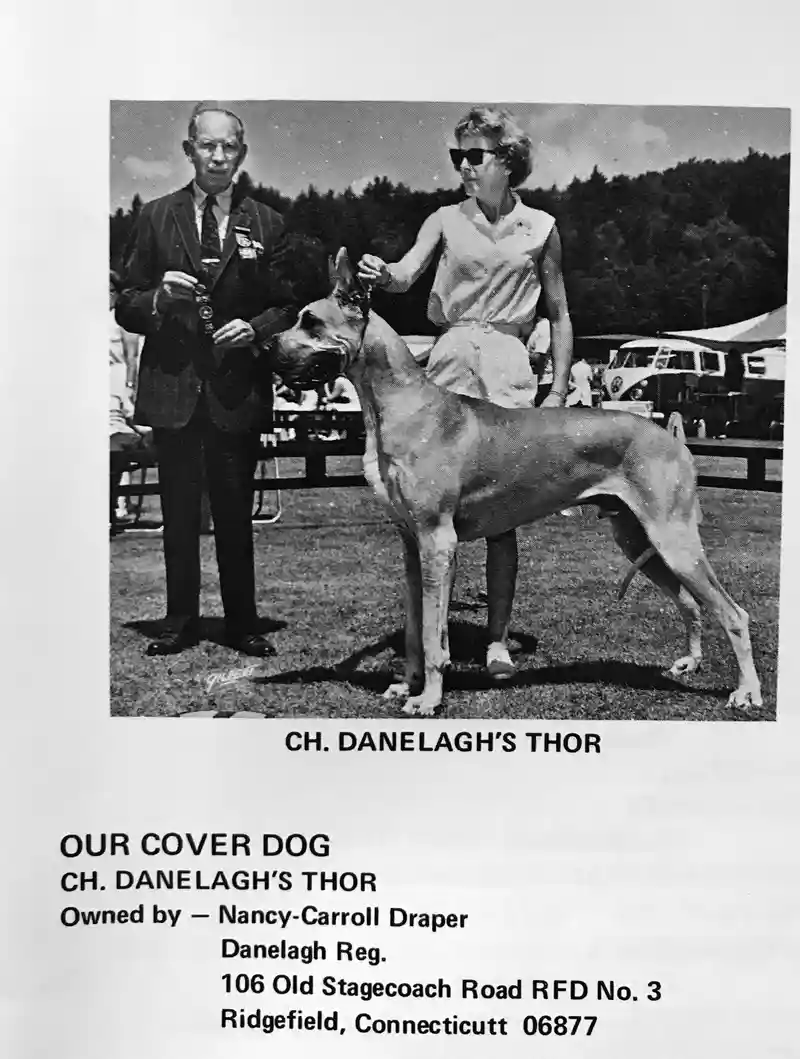 GILBERT
CH. DANELAGH'S THOR
OUR COVER DOG
CH. DANELAGH'S THOR
Owned by — Nancy-Carroll Draper
Danelagh Reg.
106 Old Stagecoach Road RFD No. 3
Ridgefield, Connecticutt 06877